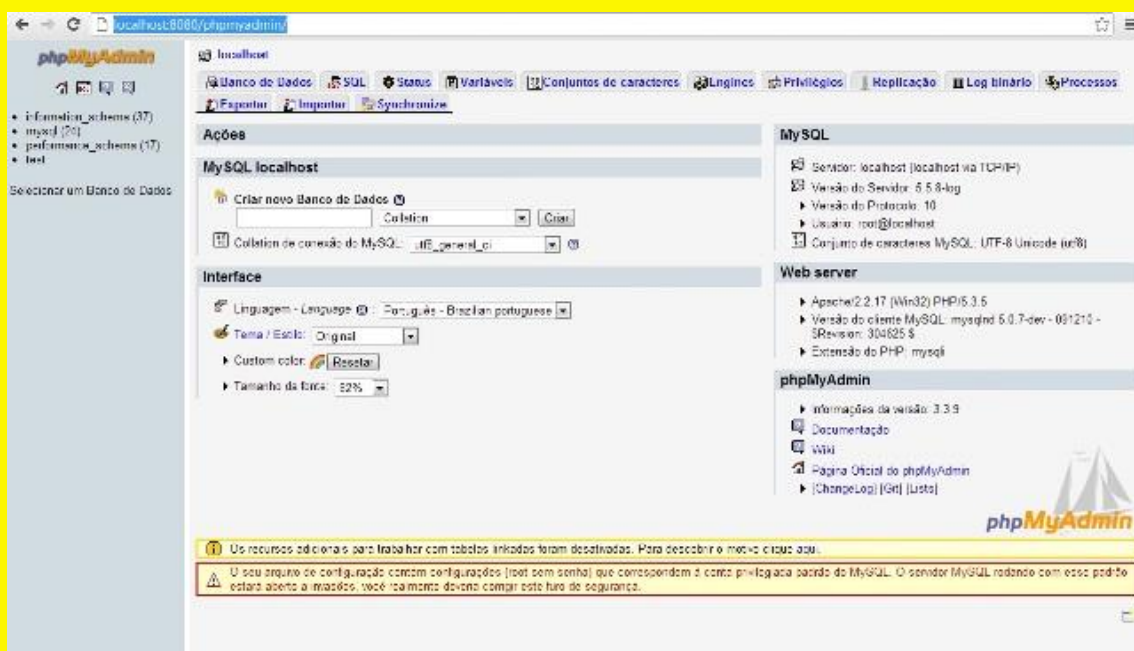 localhost:8080/phpmyadmin/
phpMyAdmin
information_schema (37)
mysql (24)
performance_schema (17)
test
Selecionar um Banco de Dados
localhost
Banco de Dados SQL Status Variáveis Conjuntos de caracteres Engines Privilégios Replicação Log binário Processos
Exportar Importar Synchronize
Ações
MySQL localhost
Criar novo Banco de Dados
Collation Criar
Collation de conexão do MySQL: utf8_general_ci
Interface
Linguagem - Language : Português - Brazilian portuguese
Tema / Estilo: Original
Custom color: Resetar
Tamanho da fonte: 82%
MySQL
Servidor: localhost (localhost via TCP/IP)
Versão do Servidor: 5.5.8-log
Versão do Protocolo: 10
Usuário: root@localhost
Conjunto de caracteres MySQL: UTF-8 Unicode (utf8)
Web server
Apache/2.2.17 (Win32) PHP/5.3.5
Versão do cliente MySQL: mysqlnd 5.0.7-dev - 091210 -
$Revision: 304625 $
Extensão do PHP: mysqli
phpMyAdmin
Informações da versão: 3.3.9
Documentação
Wiki
Página Oficial do phpMyAdmin
[ChangeLog] [Git] [Lists]
phpMyAdmin
Os recursos adicionais para trabalhar com tabelas linkadas foram desativadas. Para descobrir o motivo clique aqui.
O seu arquivo de configuração contém configurações (root sem senha) que correspondem à conta privilegiada padrão do MySQL. O servidor MySQL rodando com esse padrão
estará aberto a invasões, você realmente deveria corrigir este furo de segurança.